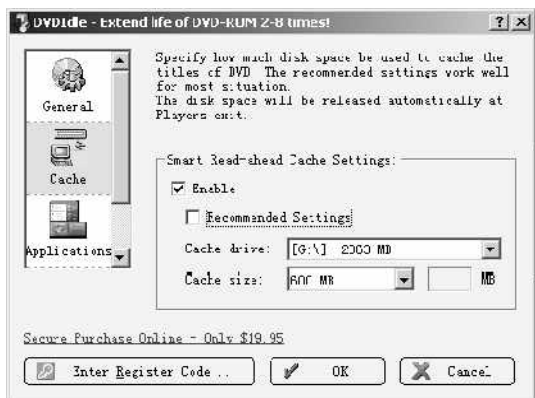 DVDIdle - Extend life of DVD-ROM 2-8 times!
Specify how much disk space be used to cache the
titles of DVD The recommended settings work well
for most situation.
The disk space will be released automatically at
Players exit.
General
Cache
Applications
Smart Read-ahead Cache Settings:
Enable
Recommended Settings
Cache drive: [G:\] 2000 MB
Cache size: 600 MB MB
Secure Purchase Online - Only $19.95
Enter Register Code ..
OK
Cancel